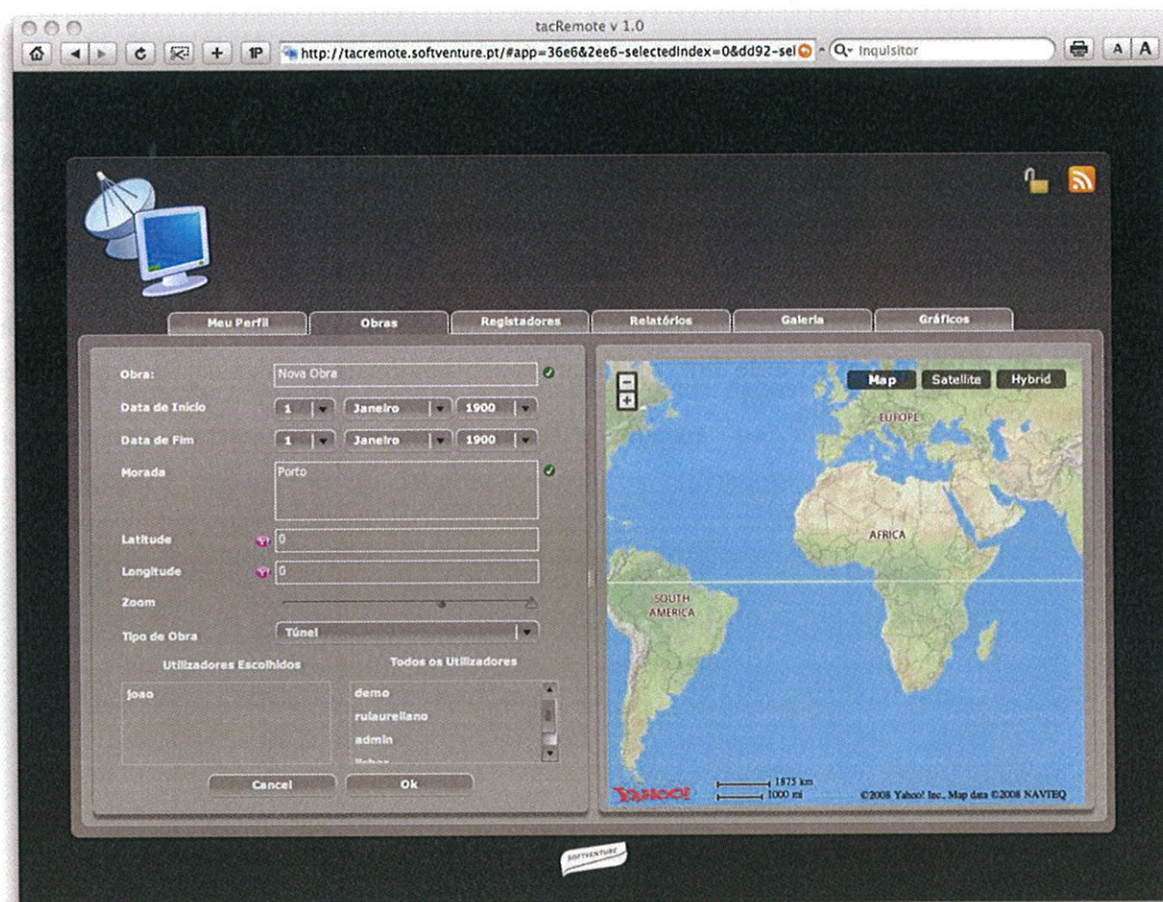 tacRemote v 1.0
1P
http://tacremote.softventure.pt/#app=36e6&2ee6-selectedIndex=0&dd92-sel
Inquisitor
A A
Meu Perfil
Obras
Registadores
Relatórios
Galeria
Gráficos
Obra:
Nova Obra
Data de Início
1 Janeiro 1900
Data de Fim
1 Janeiro 1900
Morada
Porto
Latitude
0
Longitude
0
Zoom
Tipo de Obra
Túnel
Utilizadores Escolhidos
Todos os Utilizadores
joao
demo
ruiaureliano
admin
Cancel
Ok
Map
Satellite
Hybrid
EUROPE
AFRICA
SOUTH
AMERICA
YAHOO!
1875 km
1000 mi
©2008 Yahoo! Inc., Map data ©2008 NAVTEQ
SOFTVENTURE